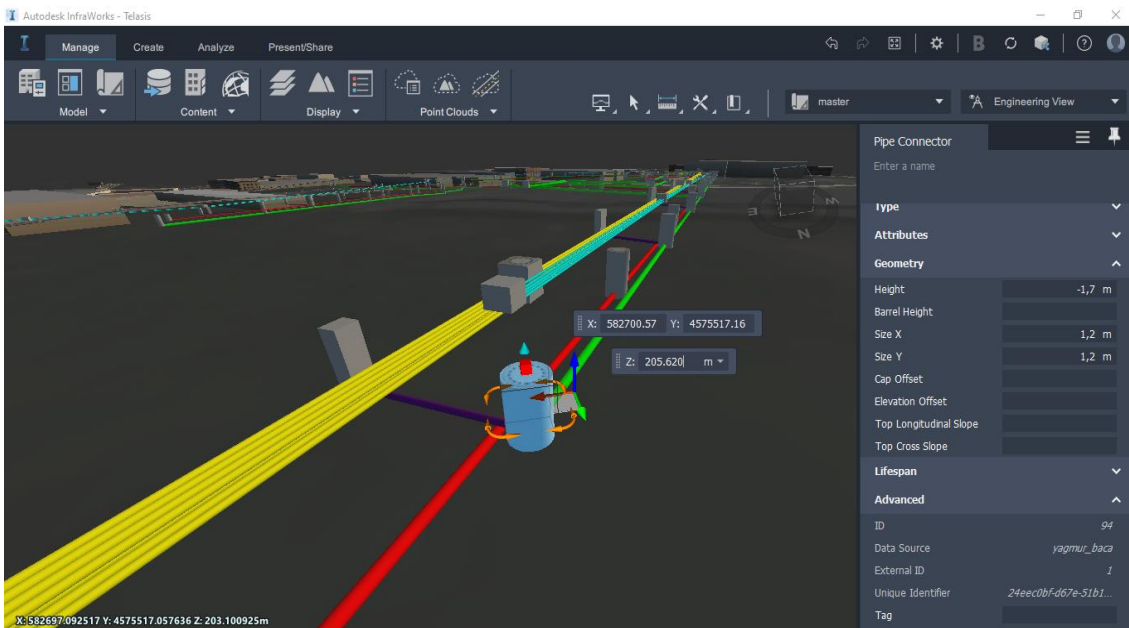 Autodesk InfraWorks - Telasis
Manage Create Analyze Present/Share
Model Content Display Point Clouds
master Engineering View
Pipe Connector
Enter a name
Type
Attributes
Geometry
Height -1,7 m
Barrel Height
Size X 1,2 m
Size Y 1,2 m
Cap Offset
Elevation Offset
Top Longitudinal Slope
Top Cross Slope
Lifespan
Advanced
ID 94
Data Source yagmur_baca
External ID 1
Unique Identifier 24eec0bf-d67e-51b1...
Tag
E W
N
X: 582700.57 Y: 4575517.16
Z: 205.620 m
X: 582697.092517 Y: 4575517.057636 Z: 203.100925m